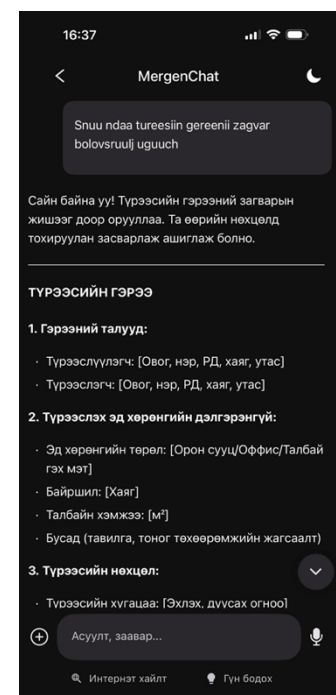 16:37
MergenChat
Snuu ndaa tureesiin gereenii zagvar
bolovsruulj uguuch
Сайн байна уу! Түрээсийн гэрээний загварын
жишээг доор орууллаа. Та өөрийн нөхцөлд
тохируулан засварлаж ашиглаж болно.
ТҮРЭЭСИЙН ГЭРЭЭ
1. Гэрээний талууд:
· Түрээслүүлэгч: [Овог, нэр, РД, хаяг, утас]
· Түрээслэгч: [Овог, нэр, РД, хаяг, утас]
2. Түрээслэх эд хөрөнгийн дэлгэрэнгүй:
· Эд хөрөнгийн төрөл: [Орон сууц/Оффис/Талбай
гэх мэт]
· Байршил: [Хаяг]
· Талбайн хэмжээ: [м²]
· Бусад (тавилга, тоног төхөөрөмжийн жагсаалт)
3. Түрээсийн нөхцөл:
· Түрээсийн хугацаа: [Эхлэх, дуусах огноо]
Асуулт, заавар...
Интернэт хайлт
Гүн бодох